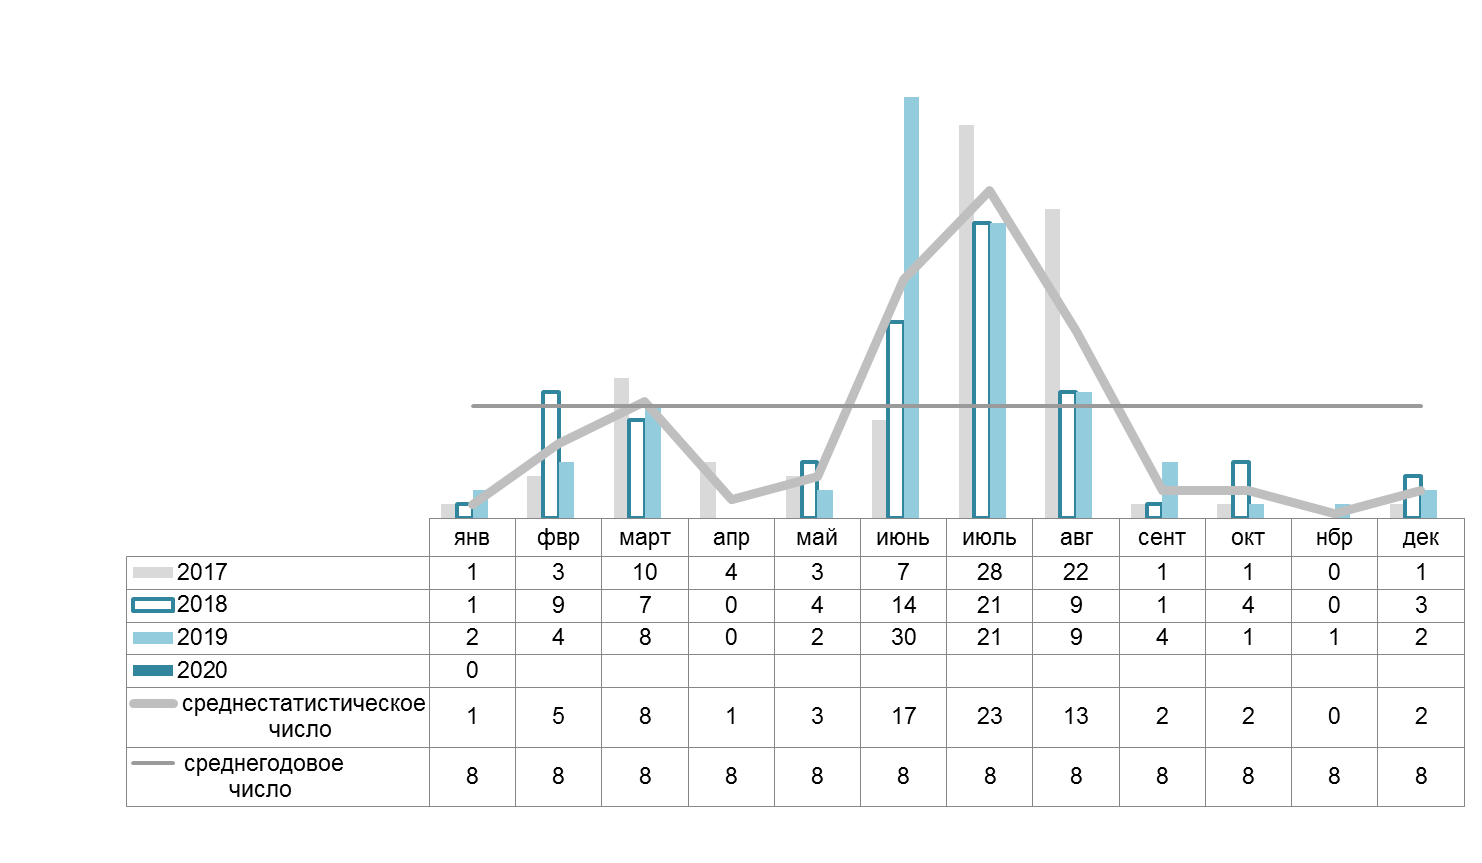 янв фвр март апр май июнь июль авг сент окт нбр дек
2017 1 3 10 4 3 7 28 22 1 1 0 1
2018 1 9 7 0 4 14 21 9 1 4 0 3
2019 2 4 8 0 2 30 21 9 4 1 1 2
2020 0
среднестатистическое
число 1 5 8 1 3 17 23 13 2 2 0 2
среднегодовое
число 8 8 8 8 8 8 8 8 8 8 8 8